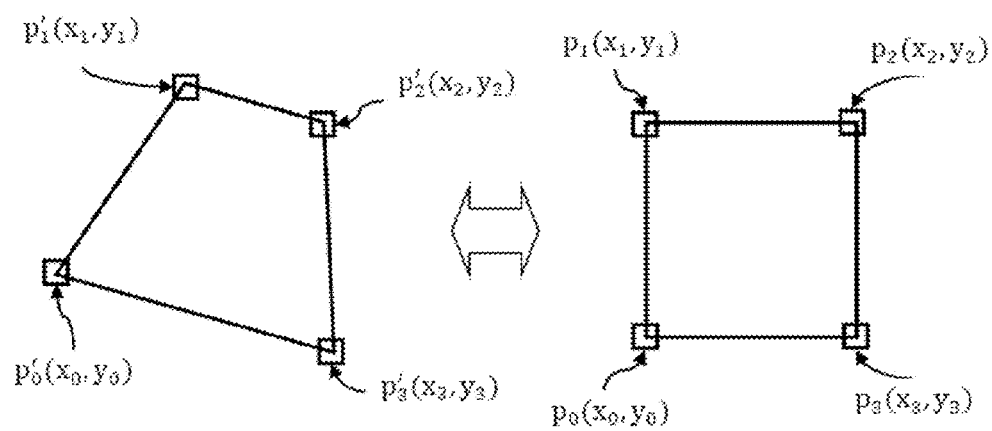 p′₁(x₁,y₁)
p′₂(x₂,y₂)
p′₀(x₀,y₀)
p′₃(x₃,y₃)
p₁(x₁,y₁)
p₂(x₂,y₂)
p₀(x₀,y₀)
p₃(x₃,y₃)